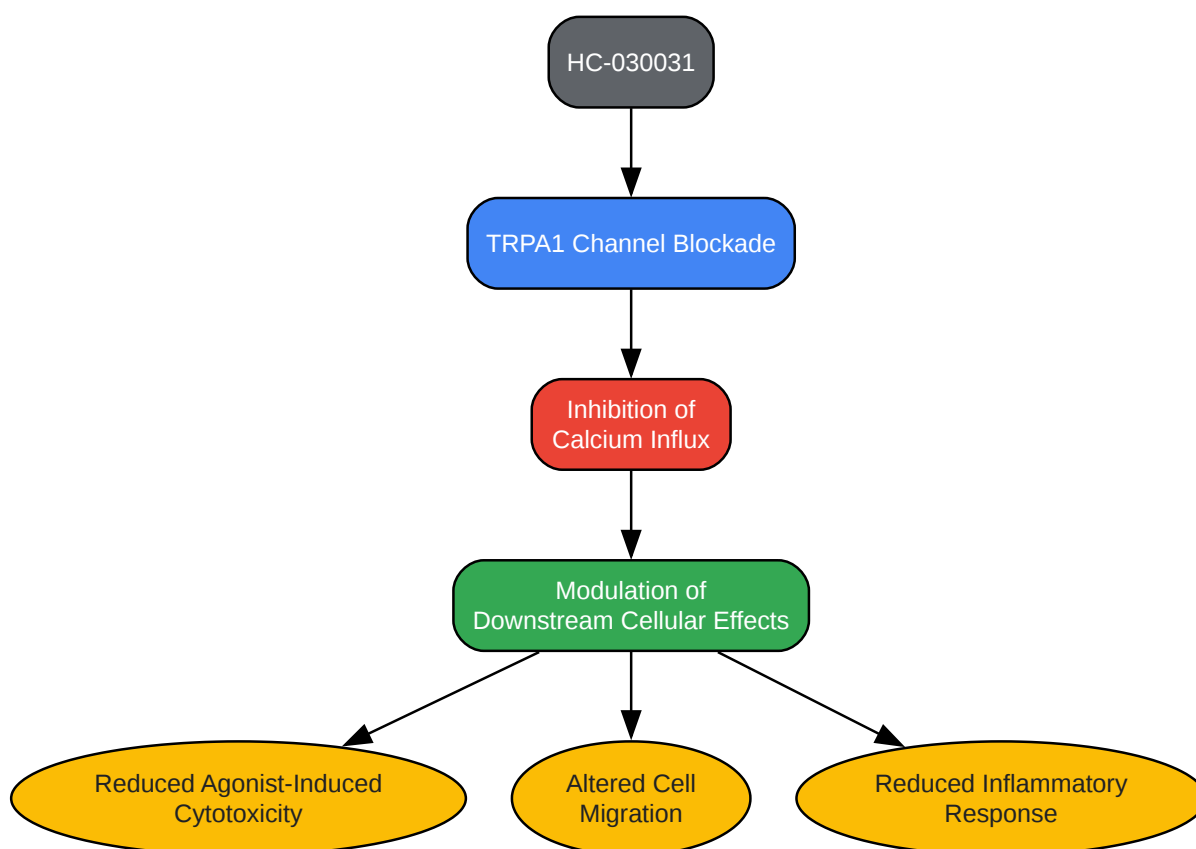 HC-030031
TRPA1 Channel Blockade
Inhibition of
Calcium Influx
Modulation of
Downstream Cellular Effects
Reduced Agonist-Induced
Cytotoxicity
Altered Cell
Migration
Reduced Inflammatory
Response